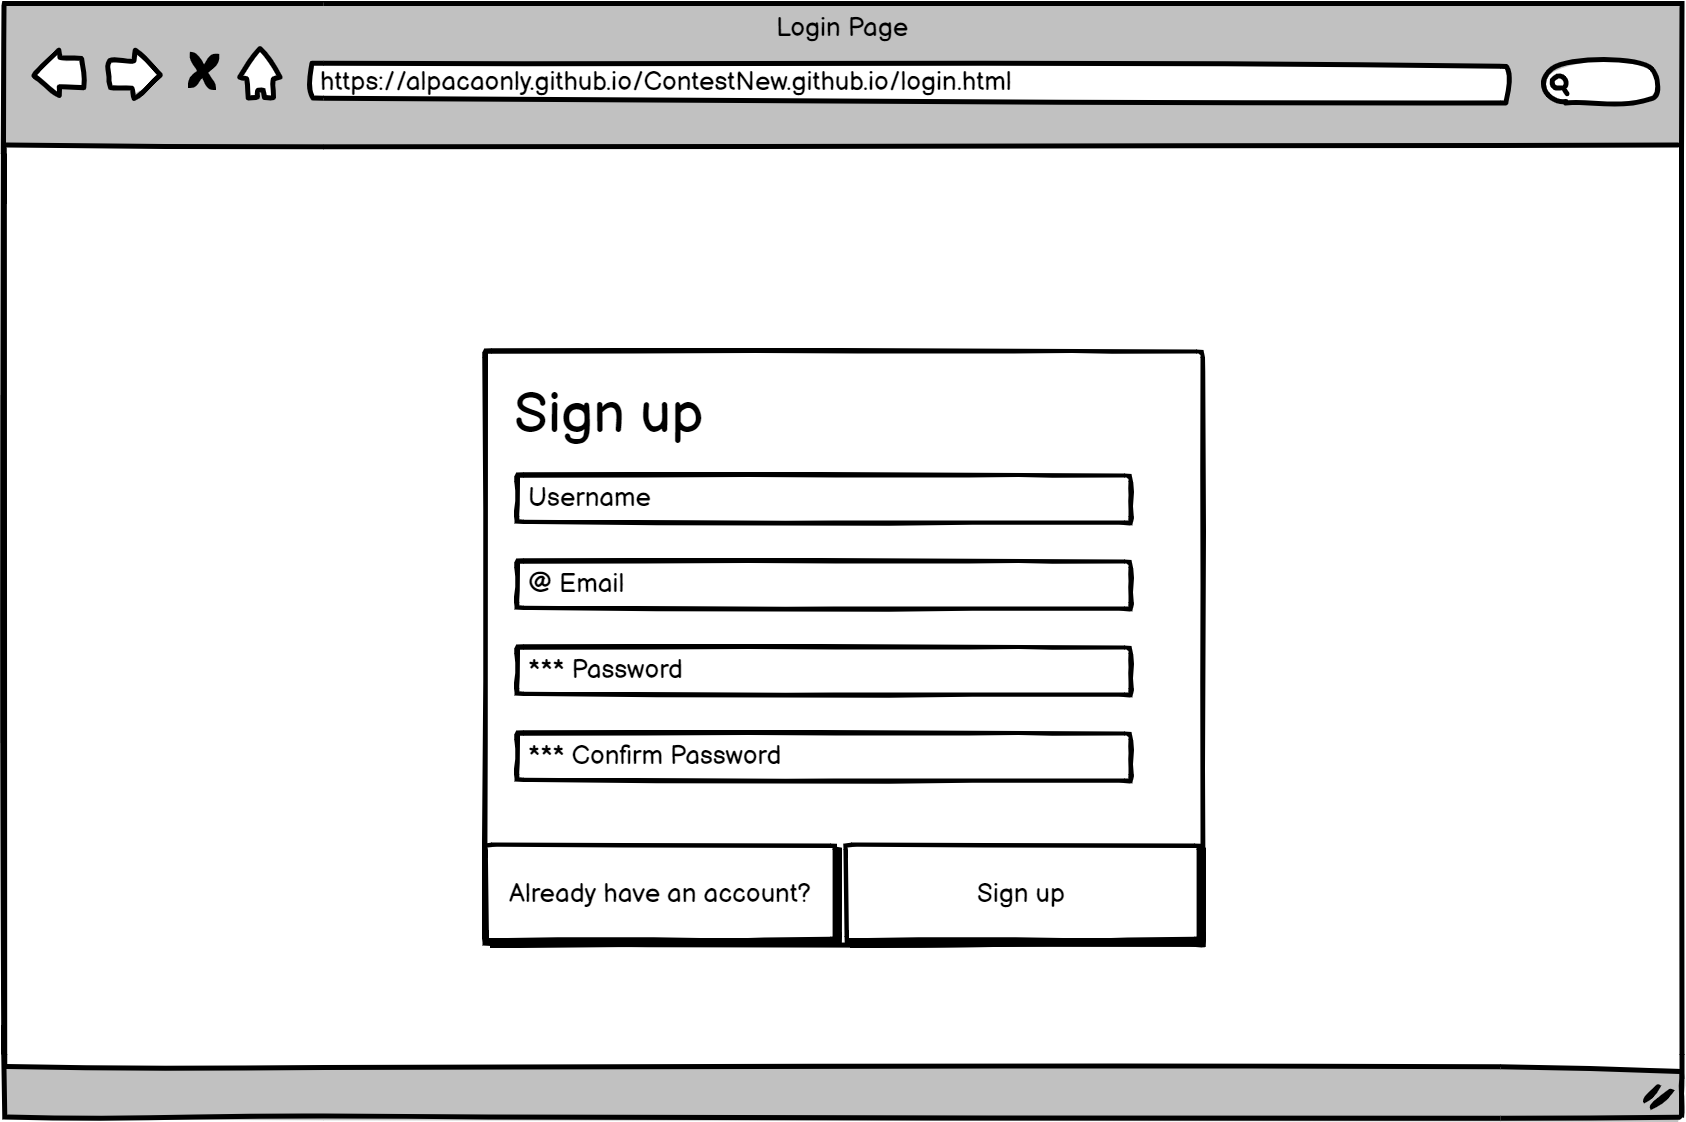 Login Page
https://alpacaonly.github.io/ContestNew.github.io/login.html
Sign up
Username
@ Email
*** Password
*** Confirm Password
Already have an account?
Sign up